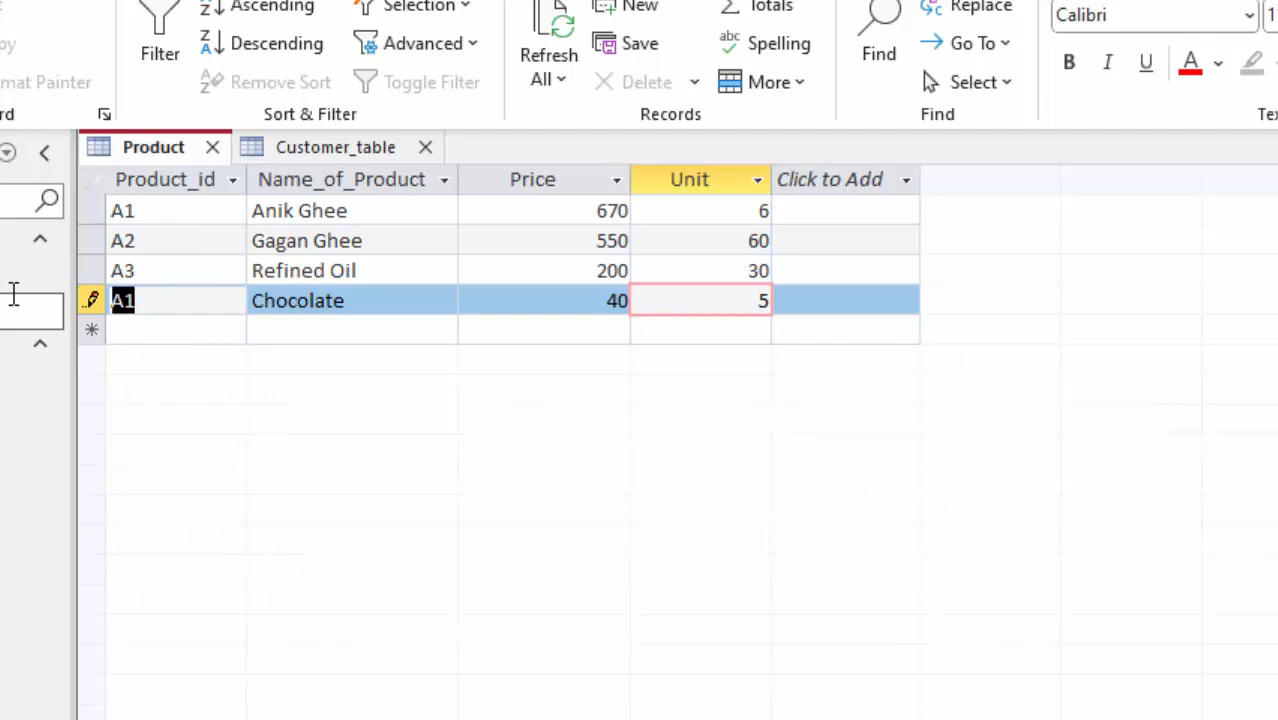 Ascending
Selection
New
Totals
Replace
Calibri
Filter
Descending
Advanced
Refresh All
Save
Spelling
Find
Go To
B I U A
mat Painter
Remove Sort
Toggle Filter
Delete
More
Select
rd
Sort & Filter
Records
Find
Product
Customer_table
Product_id Name_of_Product Price Unit Click to Add
A1 Anik Ghee 670 6
A2 Gagan Ghee 550 60
A3 Refined Oil 200 30
A1 Chocolate 40 5